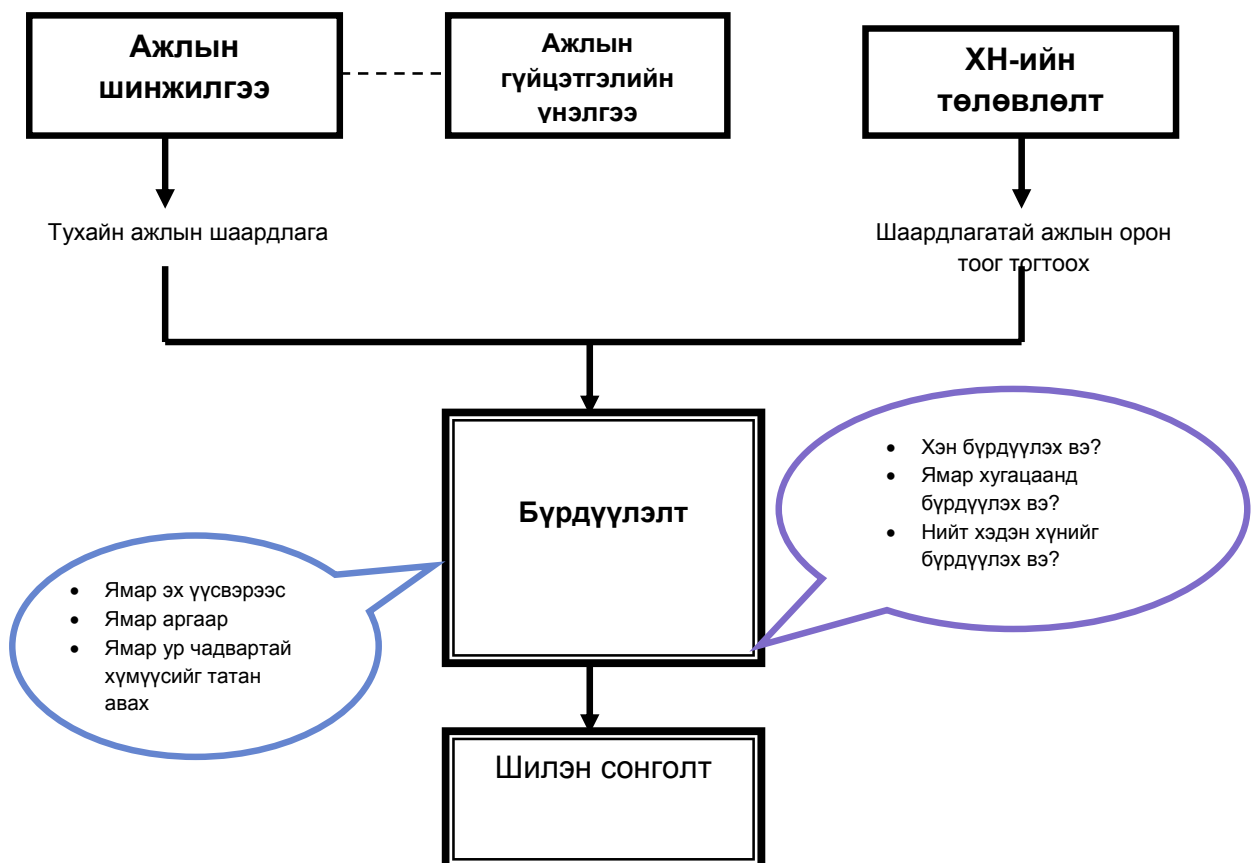 Ажлын
шинжилгээ
Ажлын
гүйцэтгэлийн
үнэлгээ
ХН-ийн
төлөвлөлт
Тухайн ажлын шаардлага
Шаардлагатай ажлын орон
тоог тогтоох
Бүрдүүлэлт
• Хэн бүрдүүлэх вэ?
• Ямар хугацаанд
бүрдүүлэх вэ?
• Нийт хэдэн хүнийг
бүрдүүлэх вэ?
• Ямар эх үүсвэрээс
• Ямар аргаар
• Ямар ур чадвартай
хүмүүсийг татан
авах
Шилэн сонголт